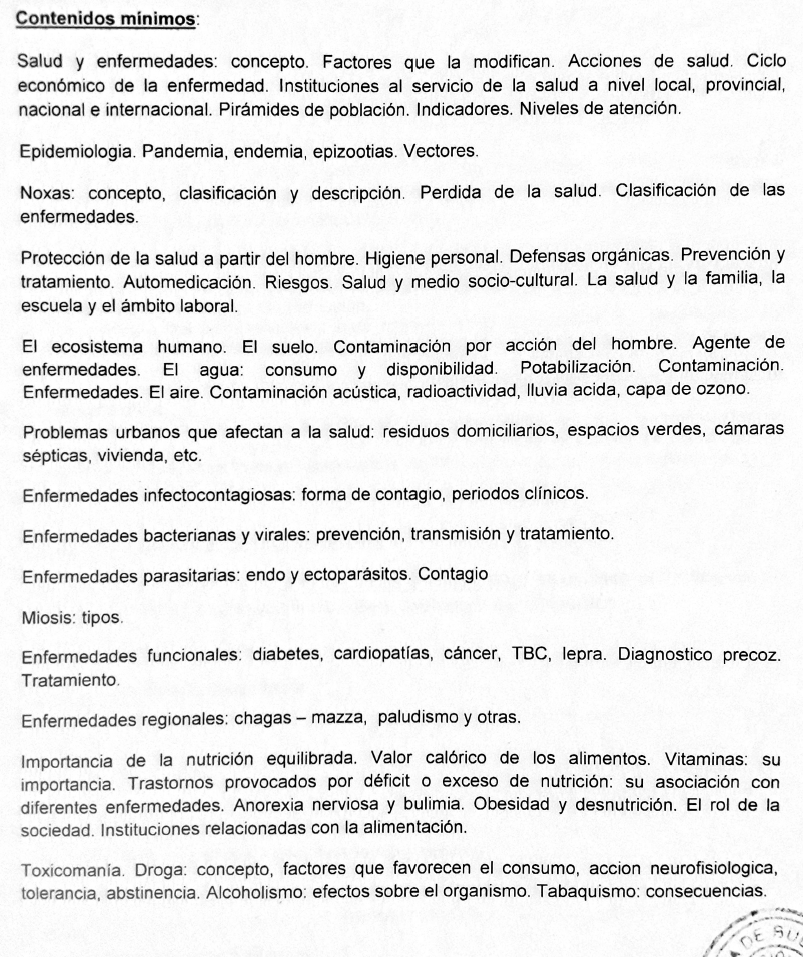 Contenidos mínimos:
Salud y enfermedades: concepto. Factores que la modifican. Acciones de salud. Ciclo
económico de la enfermedad. Instituciones al servicio de la salud a nivel local, provincial,
nacional e internacional. Pirámides de población. Indicadores. Niveles de atención.
Epidemiologia. Pandemia, endemia, epizootias. Vectores.
Noxas: concepto, clasificación y descripción. Perdida de la salud. Clasificación de las
enfermedades.
Protección de la salud a partir del hombre. Higiene personal. Defensas orgánicas. Prevención y
tratamiento. Automedicación. Riesgos. Salud y medio socio-cultural. La salud y la familia, la
escuela y el ámbito laboral.
El ecosistema humano. El suelo. Contaminación por acción del hombre. Agente de
enfermedades. El agua: consumo y disponibilidad. Potabilización. Contaminación.
Enfermedades. El aire. Contaminación acústica, radioactividad, lluvia acida, capa de ozono.
Problemas urbanos que afectan a la salud: residuos domiciliarios, espacios verdes, cámaras
sépticas, vivienda, etc.
Enfermedades infectocontagiosas: forma de contagio, periodos clínicos.
Enfermedades bacterianas y virales: prevención, transmisión y tratamiento.
Enfermedades parasitarias: endo y ectoparásitos. Contagio
Miosis: tipos.
Enfermedades funcionales: diabetes, cardiopatías, cáncer, TBC, lepra. Diagnostico precoz.
Tratamiento.
Enfermedades regionales: chagas – mazza, paludismo y otras.
Importancia de la nutrición equilibrada. Valor calórico de los alimentos. Vitaminas: su
importancia. Trastornos provocados por déficit o exceso de nutrición: su asociación con
diferentes enfermedades. Anorexia nerviosa y bulimia. Obesidad y desnutrición. El rol de la
sociedad. Instituciones relacionadas con la alimentación.
Toxicomanía. Droga: concepto, factores que favorecen el consumo, accion neurofisiologica,
tolerancia, abstinencia. Alcoholismo: efectos sobre el organismo. Tabaquismo: consecuencias.
DE